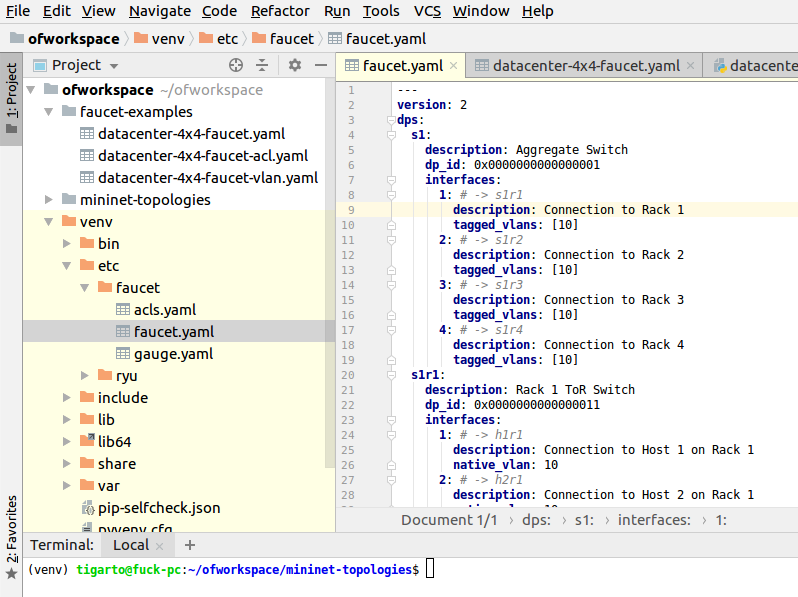 File Edit View Navigate Code Refactor Run Tools VCS Window Help
ofworkspace venv etc faucet faucet.yaml
1: Project
2: Favorites
Project
ofworkspace ~/ofworkspace
faucet-examples
datacenter-4x4-faucet.yaml
datacenter-4x4-faucet-acl.yaml
datacenter-4x4-faucet-vlan.yaml
mininet-topologies
venv
bin
etc
faucet
acls.yaml
faucet.yaml
gauge.yaml
ryu
include
lib
lib64
share
var
pip-selfcheck.json
pyvenv.cfg
faucet.yaml datacenter-4x4-faucet.yaml datacente
1 ---
2 version: 2
3 dps:
4 s1:
5 description: Aggregate Switch
6 dp_id: 0x0000000000000001
7 interfaces:
8 1: # -> s1r1
9 description: Connection to Rack 1
10 tagged_vlans: [10]
11 2: # -> s1r2
12 description: Connection to Rack 2
13 tagged_vlans: [10]
14 3: # -> s1r3
15 description: Connection to Rack 3
16 tagged_vlans: [10]
17 4: # -> s1r4
18 description: Connection to Rack 4
19 tagged_vlans: [10]
20 s1r1:
21 description: Rack 1 ToR Switch
22 dp_id: 0x0000000000000011
23 interfaces:
24 1: # -> h1r1
25 description: Connection to Host 1 on Rack 1
26 native_vlan: 10
27 2: # -> h2r1
28 description: Connection to Host 2 on Rack 1
Document 1/1 dps: s1: interfaces: 1:
Terminal: Local
(venv) tigarto@fuck-pc:~/ofworkspace/mininet-topologies$